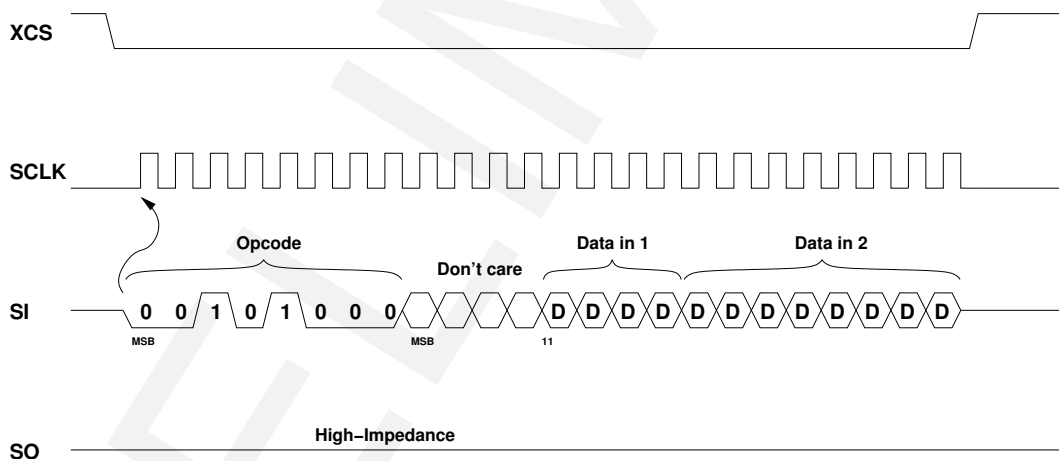 XCS
SCLK
Opcode
Don't care
Data in 1
Data in 2
SI
0 0 1 0 1 0 0 0 D D D D D D D D D D D D
MSB
MSB
11
High−Impedance
SO